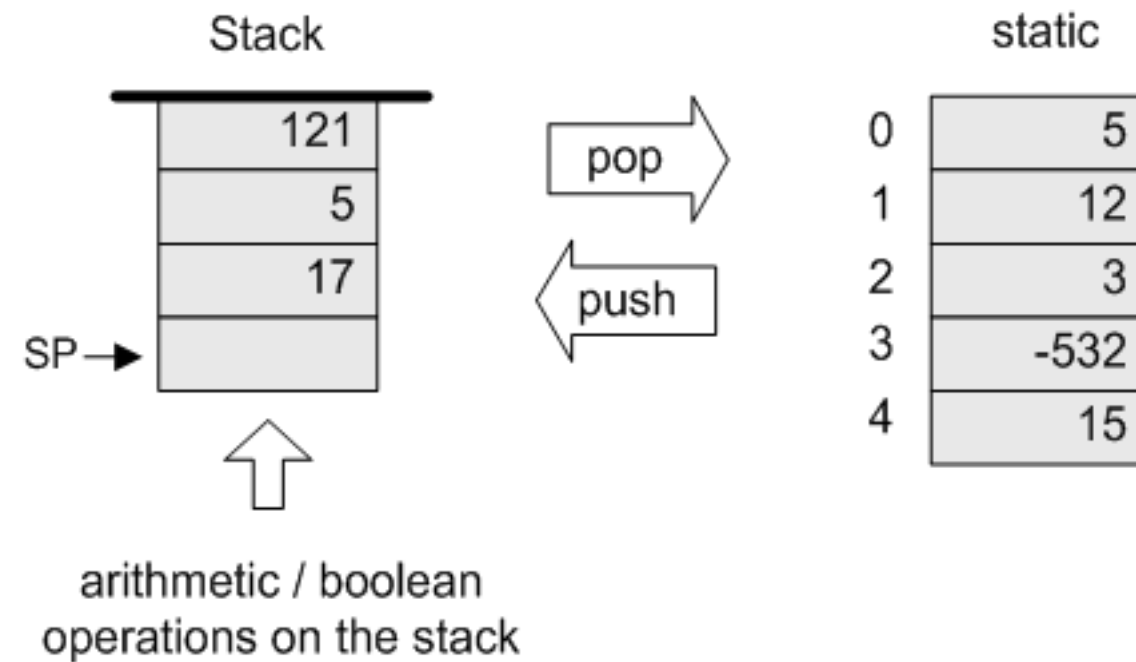 Stack
static
121
5
17
SP
pop
push
0 5
1 12
2 3
3 -532
4 15
arithmetic / boolean
operations on the stack